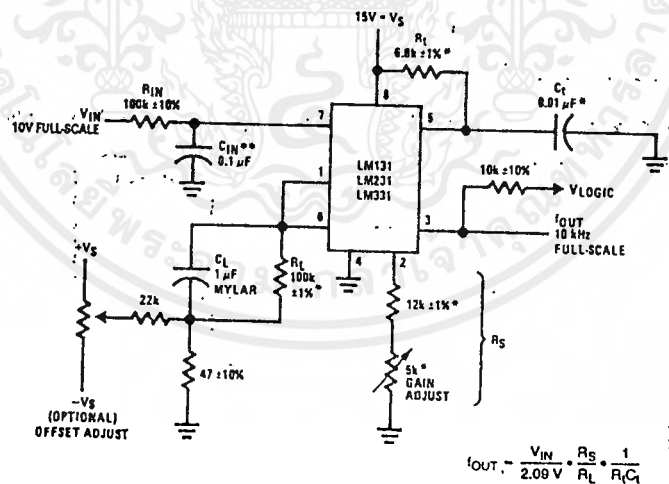 15V - VS
Rt
6.8k ±1%*
RIN
100k ±10%
VIN
10V FULL-SCALE
CIN**
0.1 µF
Ct
0.01 µF*
7
8
5
1
6
3
4
2
LM131
LM231
LM331
10k ±10%
VLOGIC
fOUT
10 kHz
FULL-SCALE
CL
1 µF
MYLAR
RL
100k
±1%*
+VS
22k
47 ±10%
-VS
(OPTIONAL)
OFFSET ADJUST
12k ±1%*
5k*
GAIN
ADJUST
RS
fOUT = VIN / 2.09 V • RS / RL • 1 / RtCt